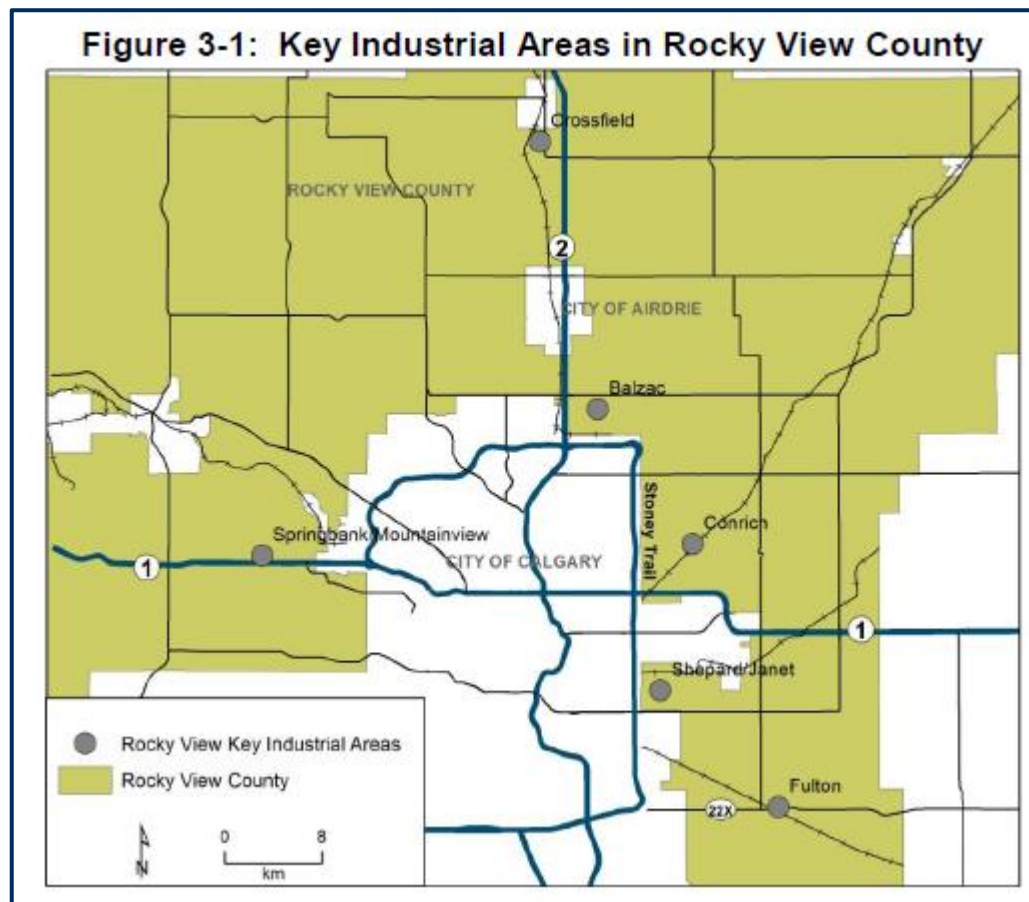 Figure 3-1:  Key Industrial Areas in Rocky View County
Crossfield
ROCKY VIEW COUNTY
2
CITY OF AIRDRIE
Balzac
Stoney Trail
Conrich
Springbank/Mountainview
CITY OF CALGARY
1
1
Shepard/Janet
Rocky View Key Industrial Areas
Rocky View County
Fulton
22X
0 8
km
N